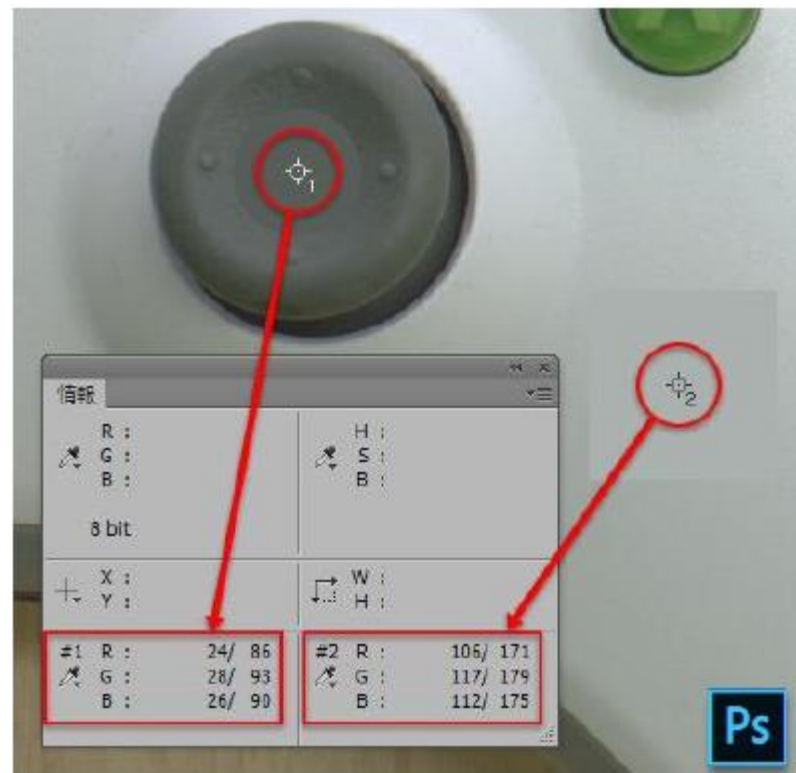 1
2
情報
R :
G :
B :
8 bit
H :
S :
B :
X :
Y :
W :
H :
#1 R : 24/ 86
G : 28/ 93
B : 26/ 90
#2 R : 106/ 171
G : 117/ 179
B : 112/ 175
Ps